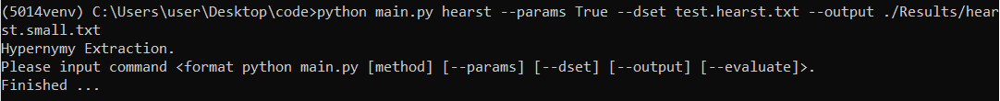 (5014venv) C:\Users\user\Desktop\code>python main.py hearst --params True --dset test.hearst.txt --output ./Results/hear
st.small.txt
Hypernymy Extraction.
Please input command <format python main.py [method] [--params] [--dset] [--output] [--evaluate]>.
Finished ...